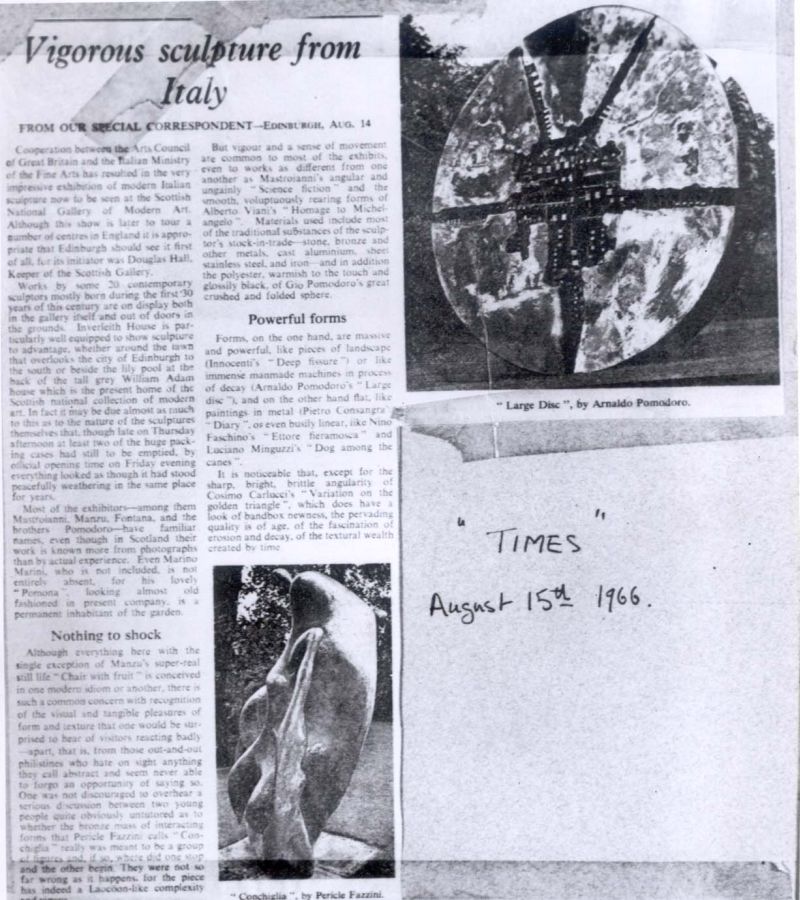 Vigorous sculpture from
Italy
FROM OUR SPECIAL CORRESPONDENT—EDINBURGH, AUG. 14
Cooperation between the Arts Council
of Great Britain and the Italian Ministry
of the Fine Arts has resulted in the very
impressive exhibition of modern Italian
sculpture now to be seen at the Scottish
National Gallery of Modern Art.
Although this show is later to tour a
number of centres in England it is appro-
priate that Edinburgh should see it first
of all, for its initiator was Douglas Hall,
Keeper of the Scottish Gallery.
Works by some 20 contemporary
sculptors mostly born during the first 30
years of this century are on display both
in the gallery itself and out of doors in
the grounds. Inverleith House is par-
ticularly well equipped to show sculpture
to advantage, whether around the lawn
that overlooks the city of Edinburgh to
the south or beside the lily pool at the
back of the tall grey William Adam
house which is the present home of the
Scottish national collection of modern
art. In fact it may be due almost as much
to this as to the nature of the sculptures
themselves that, though late on Thursday
afternoon at least two of the huge pack-
ing cases had still to be emptied, by
official opening time on Friday evening
everything looked as though it had stood
peacefully weathering in the same place
for years.
Most of the exhibitors—among them
Mastroianni, Manzu, Fontana, and the
brothers Pomodoro—have familiar
names, even though in Scotland their
work is known more from photographs
than by actual experience. Even Marino
Marini, who is not included, is not
entirely absent, for his lovely
"Pomona", looking almost old
fashioned in present company, is a
permanent inhabitant of the garden.
Nothing to shock
Although everything here with the
single exception of Manzu's super-real
still life "Chair with fruit" is conceived
in one modern idiom or another, there is
such a common concern with recognition
of the visual and tangible pleasures of
form and texture that one would be sur-
prised to hear of visitors reacting badly
—apart, that is, from those out-and-out
philistines who hate on sight anything
they call abstract and seem never able
to forgo an opportunity of saying so.
One was not discouraged to overhear a
serious discussion between two young
people quite obviously untutored as to
whether the bronze mass of interacting
forms that Pericle Fazzini calls "Con-
chiglia" really was meant to be a group
of figures and, if so, where did one stop
and the other begin. They were not so
far wrong as it happens, for the piece
has indeed a Laocoon-like complexity
But vigour and a sense of movement
are common to most of the exhibits,
even to works as different from one
another as Mastroianni's angular and
ungainly "Science fiction" and the
smooth, voluptuously rearing forms of
Alberto Viani's "Homage to Michel-
angelo". Materials used include most
of the traditional substances of the sculp-
tor's stock-in-trade—stone, bronze and
other metals, cast aluminium, sheet
stainless steel, and iron—and in addition
the polyester, warmish to the touch and
glossily black, of Gio Pomodoro's great
crushed and folded sphere.
Powerful forms
Forms, on the one hand, are massive
and powerful, like pieces of landscape
(Innocenti's "Deep fissure") or like
immense manmade machines in process
of decay (Arnaldo Pomodoro's "Large
disc"), and on the other hand flat, like
paintings in metal (Pietro Consagra's
"Diary", or even busily linear, like Nino
Faschino's "Ettore fieramosca" and
Luciano Minguzzi's "Dog among the
canes".
It is noticeable that, except for the
sharp, bright, brittle angularity of
Cosimo Carlucci's "Variation on the
golden triangle", which does have a
look of bandbox newness, the pervading
quality is of age, of the fascination of
erosion and decay, of the textural wealth
created by time
"Conchiglia", by Pericle Fazzini.
"Large Disc", by Arnaldo Pomodoro.
"TIMES"
August 15th 1966.